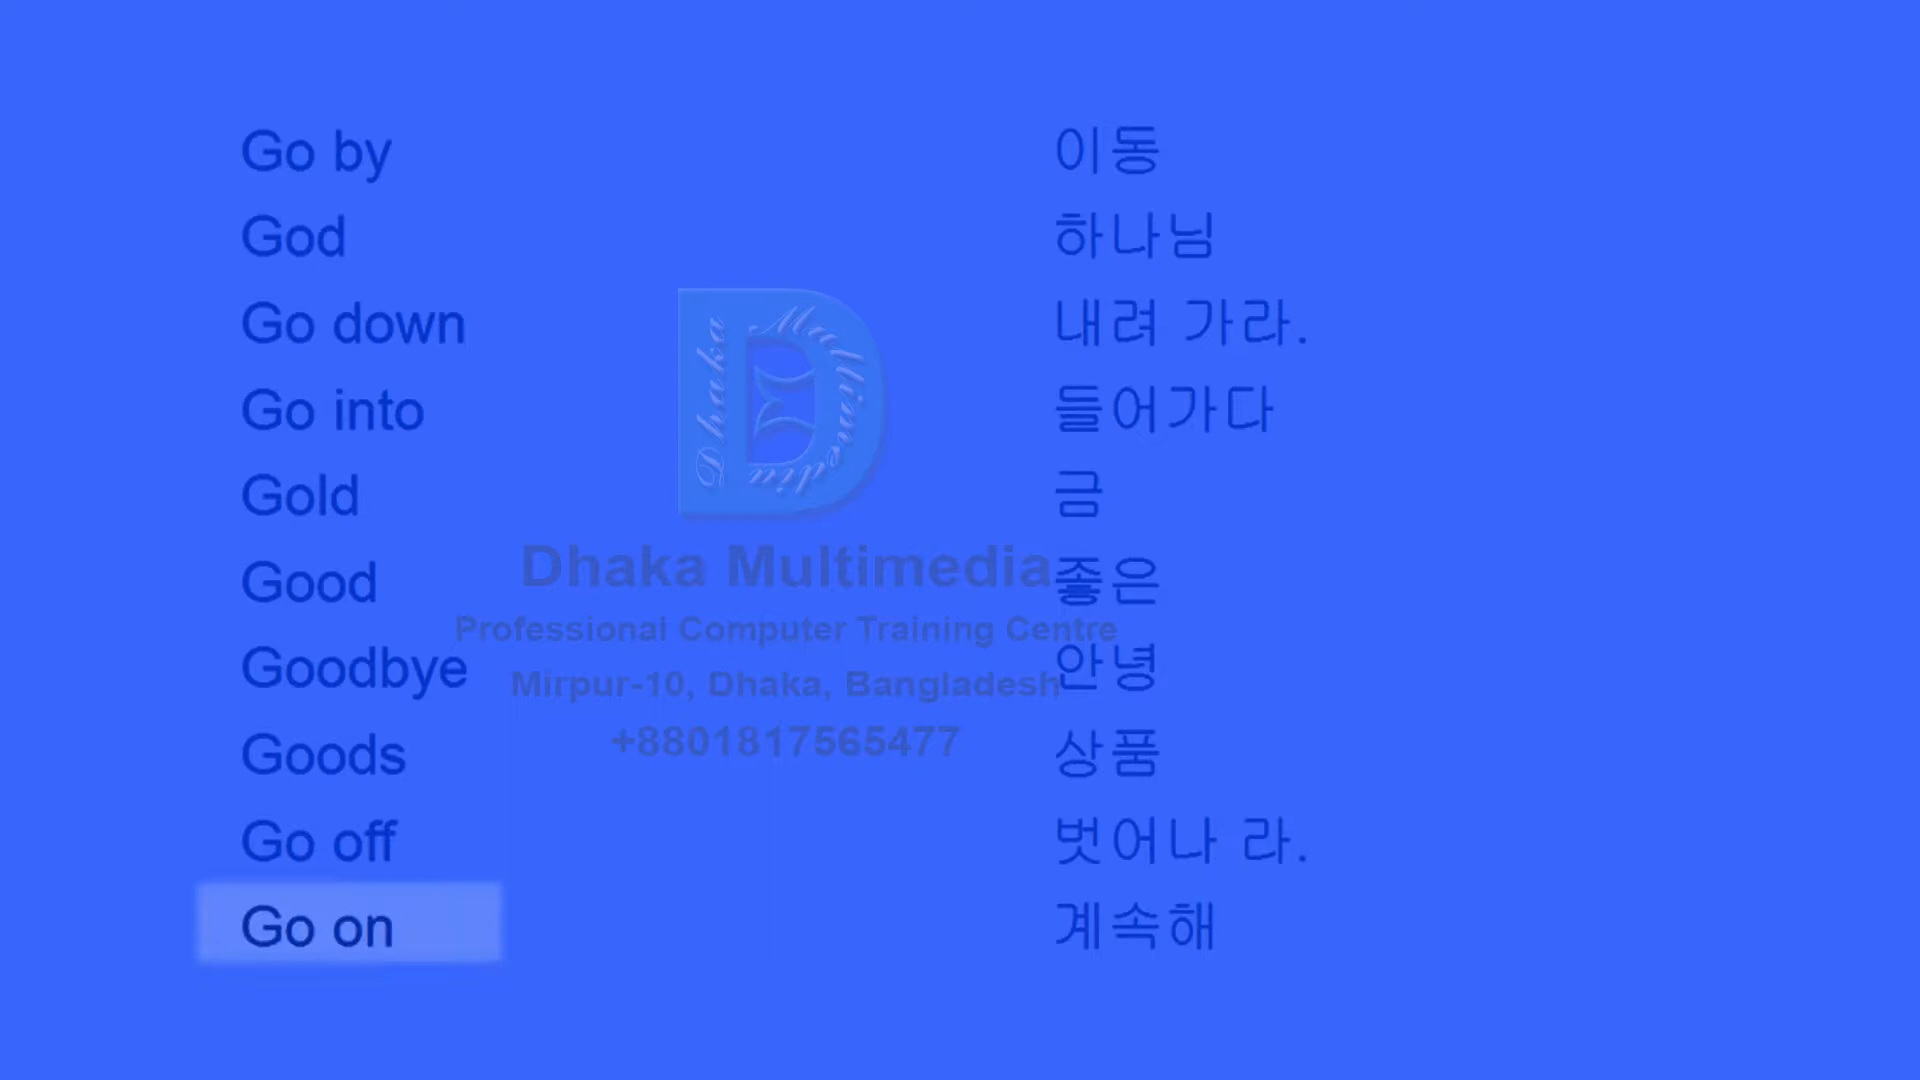 Go by 이동
God 하나님
Go down 내려 가라.
Go into 들어가다
Gold 금
Good 좋은
Goodbye 안녕
Goods 상품
Go off 벗어나 라.
Go on 계속해
Dhaka Multimedia
Dhaka Multimedia
Professional Computer Training Centre
Mirpur-10, Dhaka, Bangladesh
+8801817565477